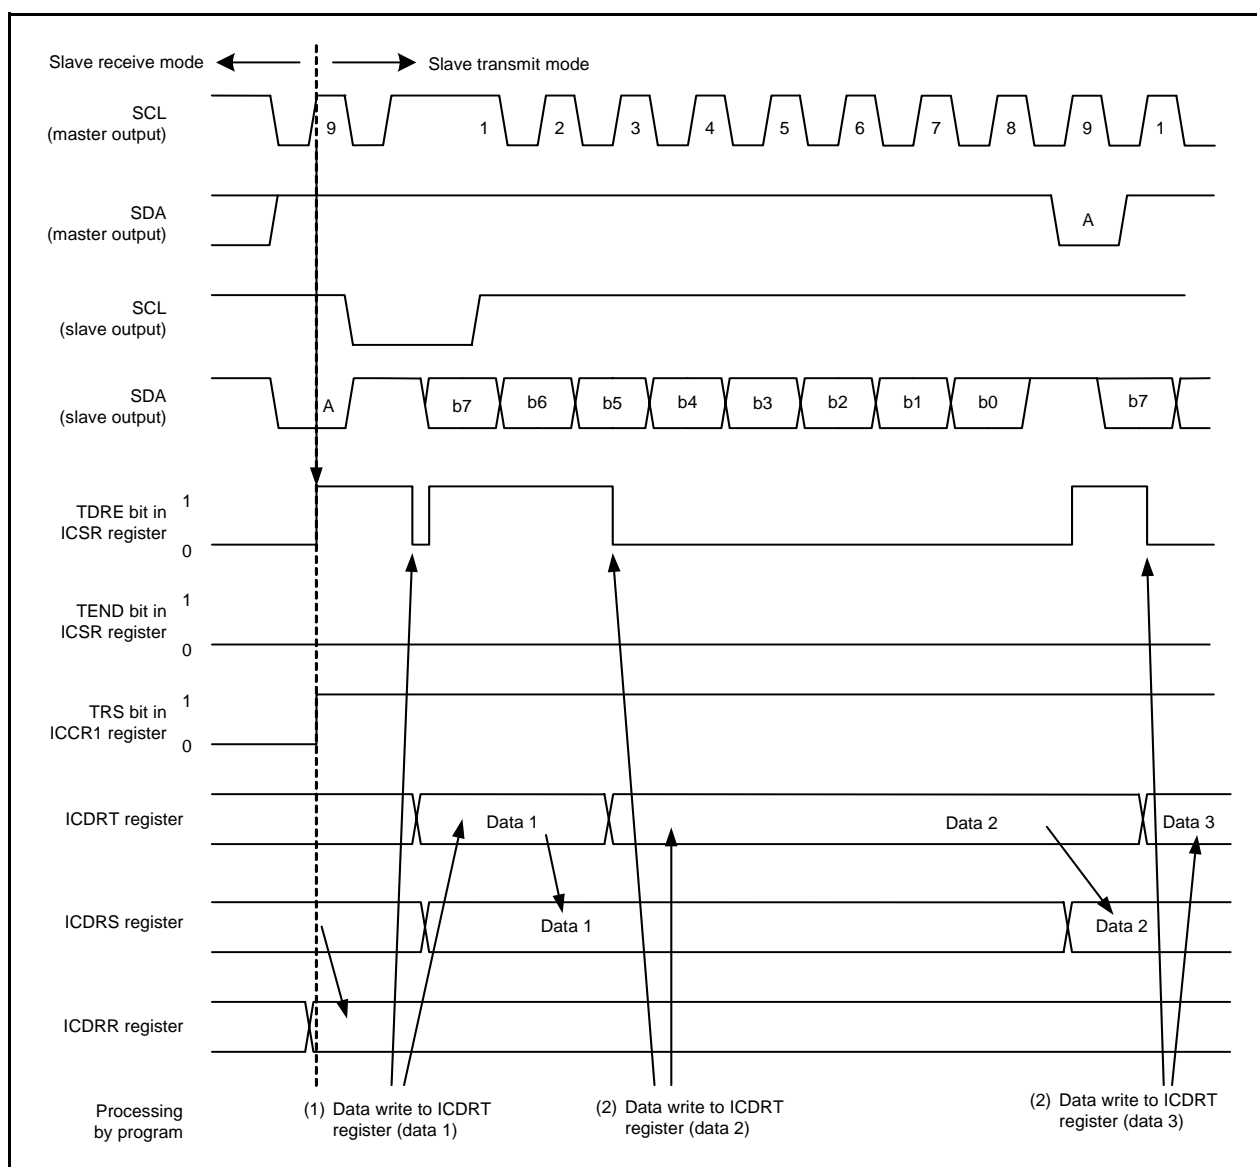 Slave receive mode
Slave transmit mode
SCL
(master output)
9 1 2 3 4 5 6 7 8 9 1
SDA
(master output)
A
SCL
(slave output)
SDA
(slave output)
A b7 b6 b5 b4 b3 b2 b1 b0 b7
TDRE bit in
ICSR register
1
0
TEND bit in
ICSR register
1
0
TRS bit in
ICCR1 register
1
0
ICDRT register
Data 1 Data 2 Data 3
ICDRS register
Data 1 Data 2
ICDRR register
Processing
by program
(1) Data write to ICDRT
register (data 1)
(2) Data write to ICDRT
register (data 2)
(2) Data write to ICDRT
register (data 3)